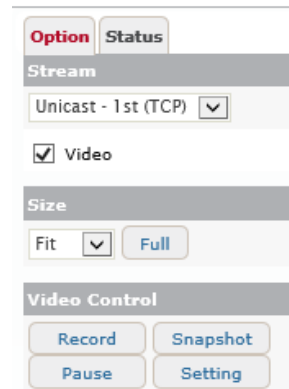 Option Status
Stream
Unicast - 1st (TCP)
Video
Size
Fit Full
Video Control
Record Snapshot
Pause Setting